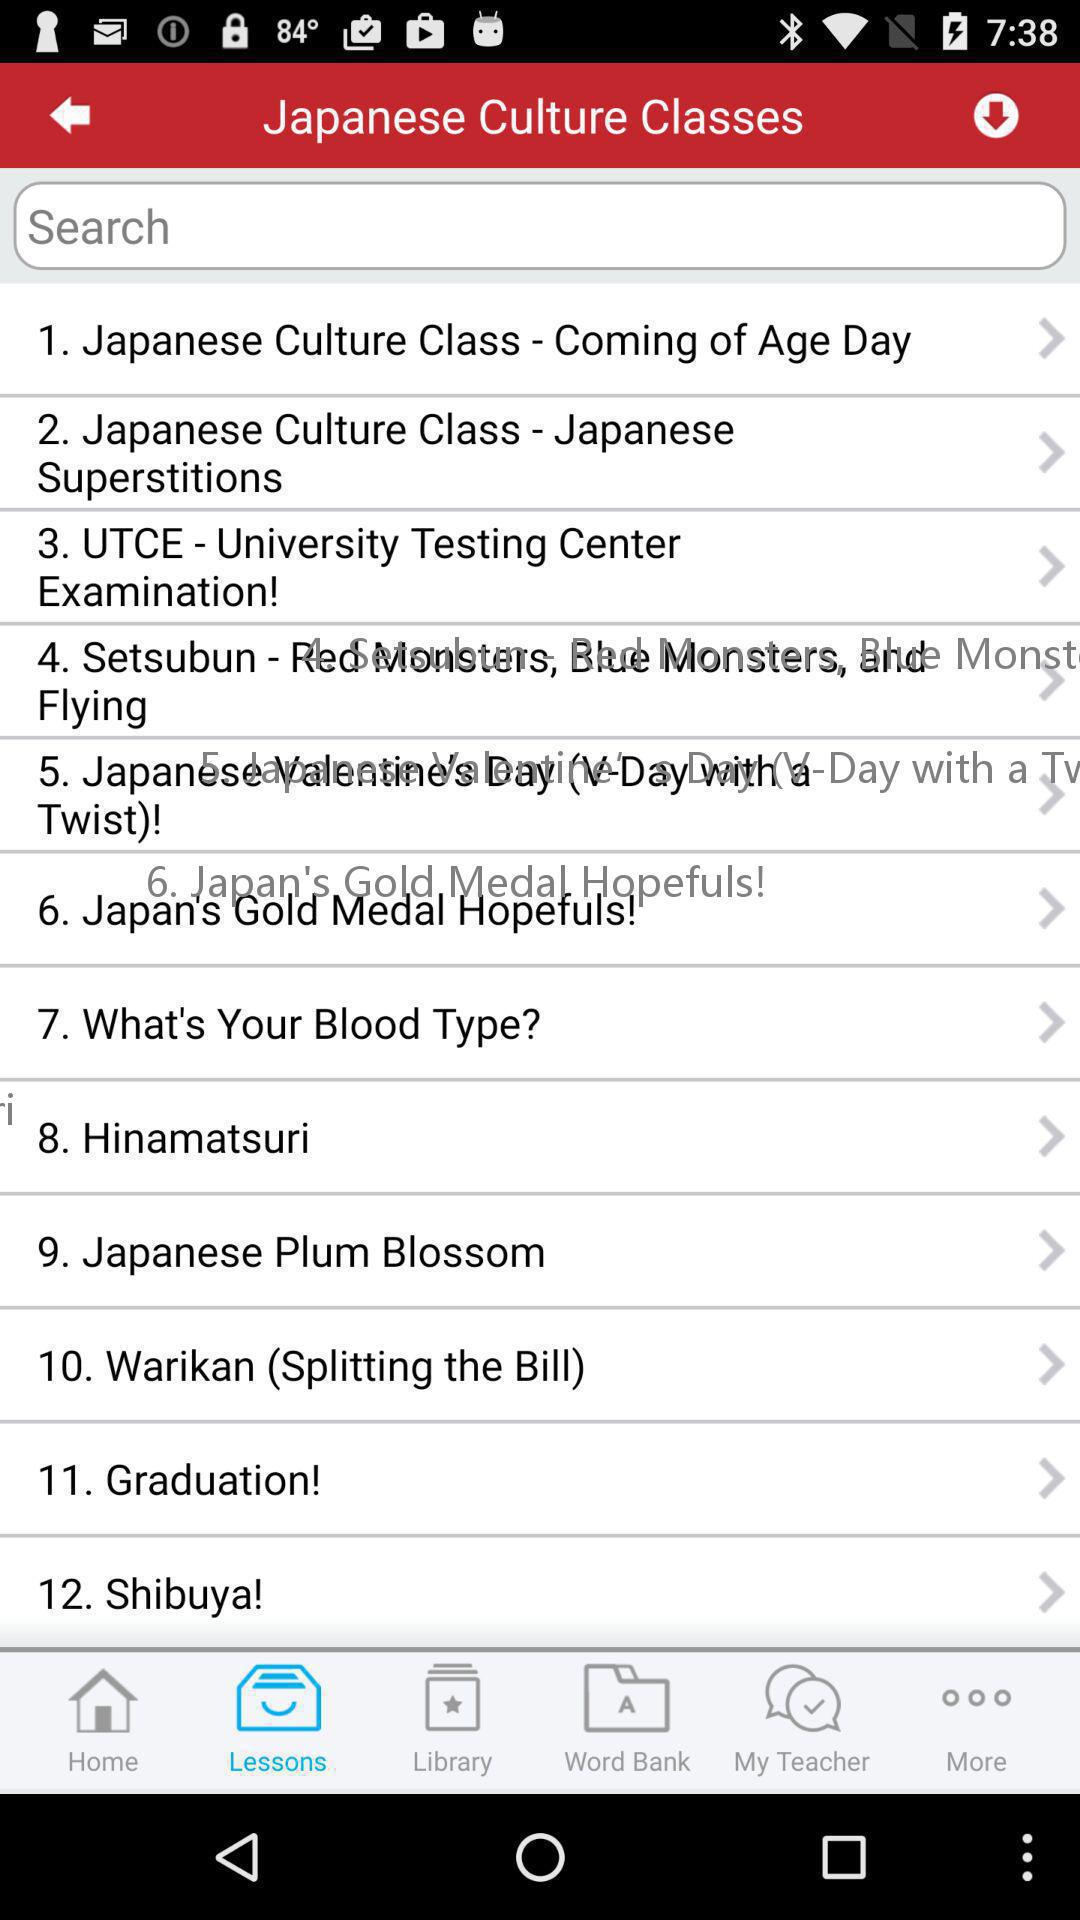 84° 7:38
Japanese Culture Classes
Search
1. Japanese Culture Class - Coming of Age Day
2. Japanese Culture Class - Japanese
Superstitions
3. UTCE - University Testing Center
Examination!
4. Setsubun - Red Monsters, Blue Monsters, and
Flying
4. Setsubun - Red Monsters, Blue Monst
5. Japanese Valentine's Day (V-Day with a
Twist)!
5. Japanese Valentine's Day (V-Day with a Tw
6. Japan's Gold Medal Hopefuls!
6. Japan's Gold Medal Hopefuls!
7. What's Your Blood Type?
ri
8. Hinamatsuri
9. Japanese Plum Blossom
10. Warikan (Splitting the Bill)
11. Graduation!
12. Shibuya!
A
Home Lessons Library Word Bank My Teacher More